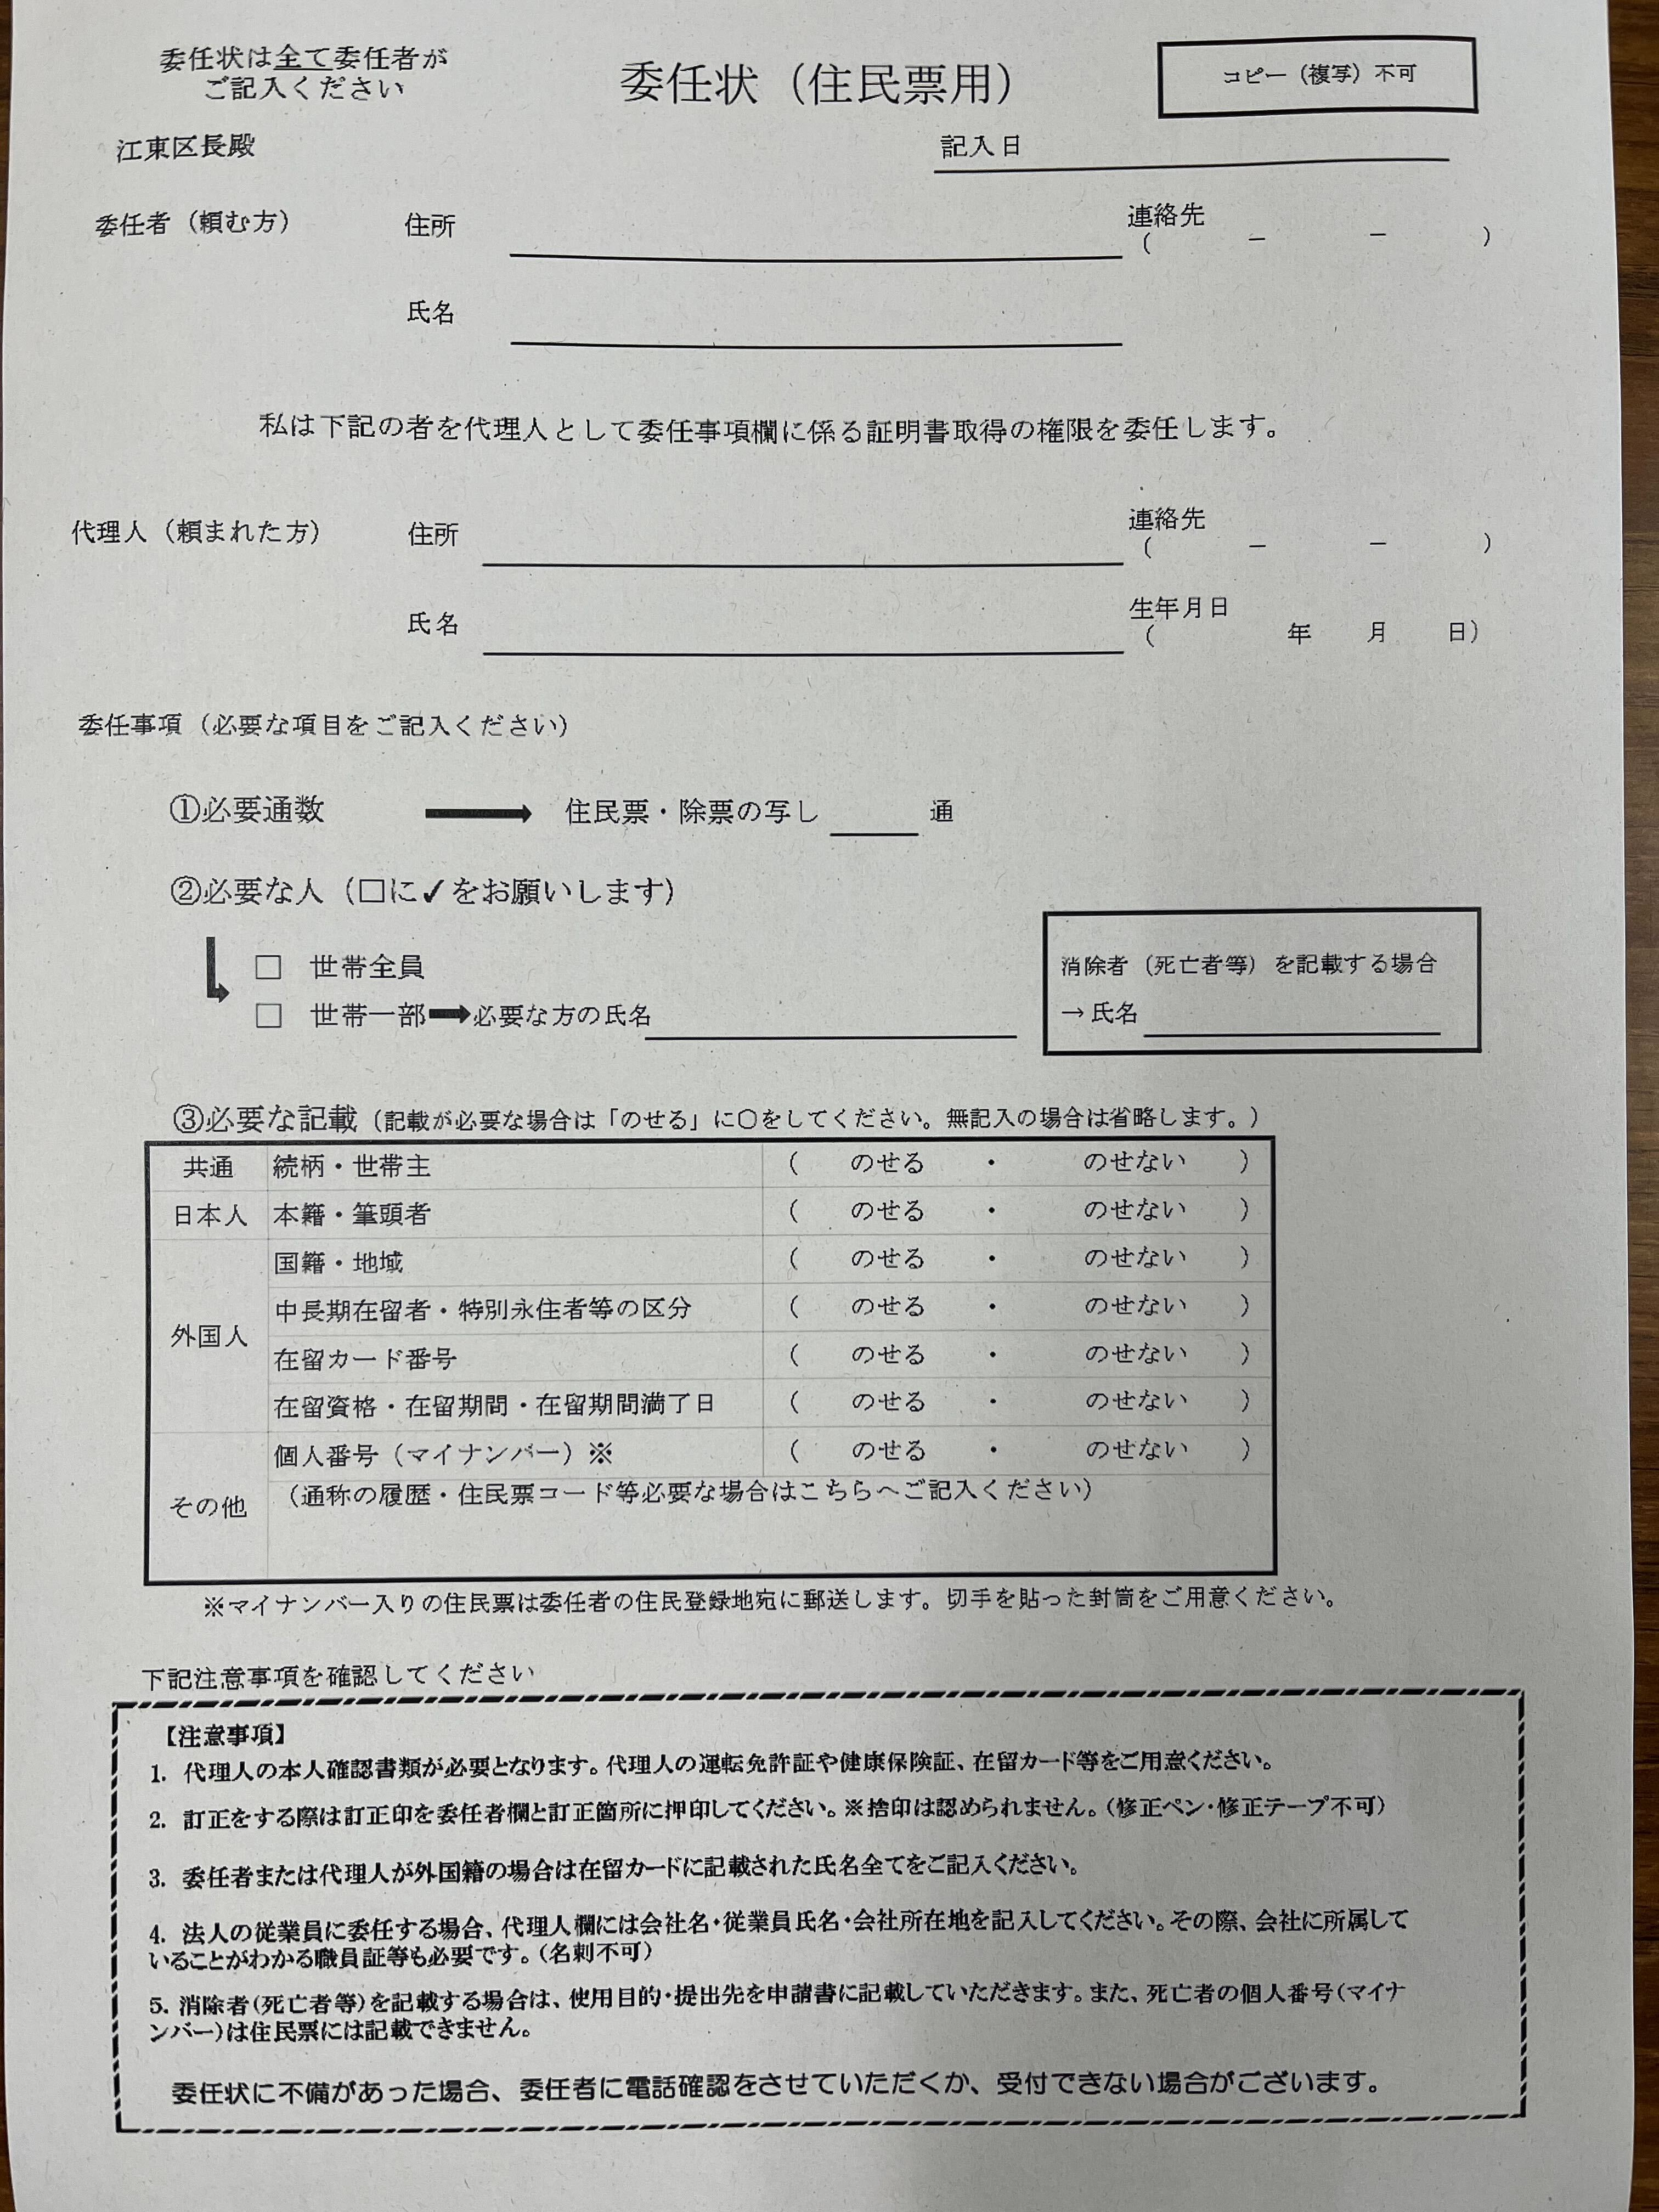 委任状は全て委任者が
ご記入ください
委任状（住民票用）
コピー（複写）不可
江東区長殿
記入日
委任者（頼む方）
住所
連絡先
（　　－　　－　　）
氏名
私は下記の者を代理人として委任事項欄に係る証明書取得の権限を委任します。
代理人（頼まれた方）
住所
連絡先
（　　－　　－　　）
氏名
生年月日
（　　年　　月　　日）
委任事項（必要な項目をご記入ください）
①必要通数 ➡ 住民票・除票の写し　　通
②必要な人（□に✓をお願いします）
□ 世帯全員
□ 世帯一部➡必要な方の氏名
消除者（死亡者等）を記載する場合
→氏名
③必要な記載（記載が必要な場合は「のせる」に〇をしてください。無記入の場合は省略します。）
共通 続柄・世帯主 （ のせる ・ のせない ）
日本人 本籍・筆頭者 （ のせる ・ のせない ）
外国人 国籍・地域 （ のせる ・ のせない ）
中長期在留者・特別永住者等の区分 （ のせる ・ のせない ）
在留カード番号 （ のせる ・ のせない ）
在留資格・在留期間・在留期間満了日 （ のせる ・ のせない ）
その他 個人番号（マイナンバー）※ （ のせる ・ のせない ）
（通称の履歴・住民票コード等必要な場合はこちらへご記入ください）
※マイナンバー入りの住民票は委任者の住民登録地宛に郵送します。切手を貼った封筒をご用意ください。
下記注意事項を確認してください
【注意事項】
1. 代理人の本人確認書類が必要となります。代理人の運転免許証や健康保険証、在留カード等をご用意ください。
2. 訂正をする際は訂正印を委任者欄と訂正箇所に押印してください。※捨印は認められません。（修正ペン・修正テープ不可）
3. 委任者または代理人が外国籍の場合は在留カードに記載された氏名全てをご記入ください。
4. 法人の従業員に委任する場合、代理人欄には会社名・従業員氏名・会社所在地を記入してください。その際、会社に所属して
いることがわかる職員証等も必要です。（名刺不可）
5. 消除者（死亡者等）を記載する場合は、使用目的・提出先を申請書に記載していただきます。また、死亡者の個人番号（マイナ
ンバー）は住民票には記載できません。
委任状に不備があった場合、委任者に電話確認をさせていただくか、受付できない場合がございます。